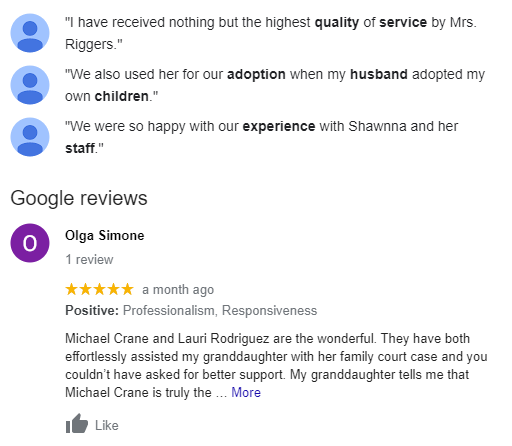 "I have received nothing but the highest quality of service by Mrs.
Riggers."
"We also used her for our adoption when my husband adopted my
own children."
"We were so happy with our experience with Shawnna and her
staff."
Google reviews
O
Olga Simone
1 review
a month ago
Positive: Professionalism, Responsiveness
Michael Crane and Lauri Rodriguez are the wonderful. They have both
effortlessly assisted my granddaughter with her family court case and you
couldn't have asked for better support. My granddaughter tells me that
Michael Crane is truly the … More
Like